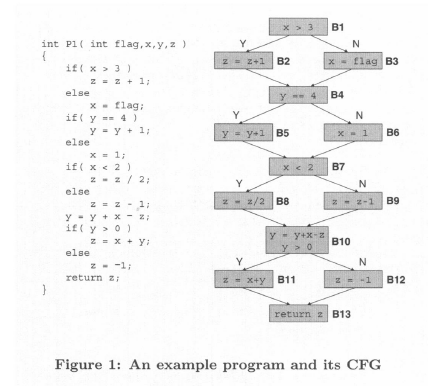 int P1( int flag,x,y,z )
{
if( x > 3 )
z = z + 1;
else
x = flag;
if( y == 4 )
y = y + 1;
else
x = 1;
if( x < 2 )
z = z / 2;
else
z = z - 1;
y = y + x - z;
if( y > 0 )
z = x + y;
else
z = -1;
return z;
}
x > 3 B1
Y N
z = z+1 B2 x = flag B3
y == 4 B4
Y N
y = y+1 B5 x = 1 B6
x < 2 B7
Y N
z = z/2 B8 z = z-1 B9
y = y+x-z
y > 0 B10
Y N
z = x+y B11 z = -1 B12
return z B13
Figure 1: An example program and its CFG